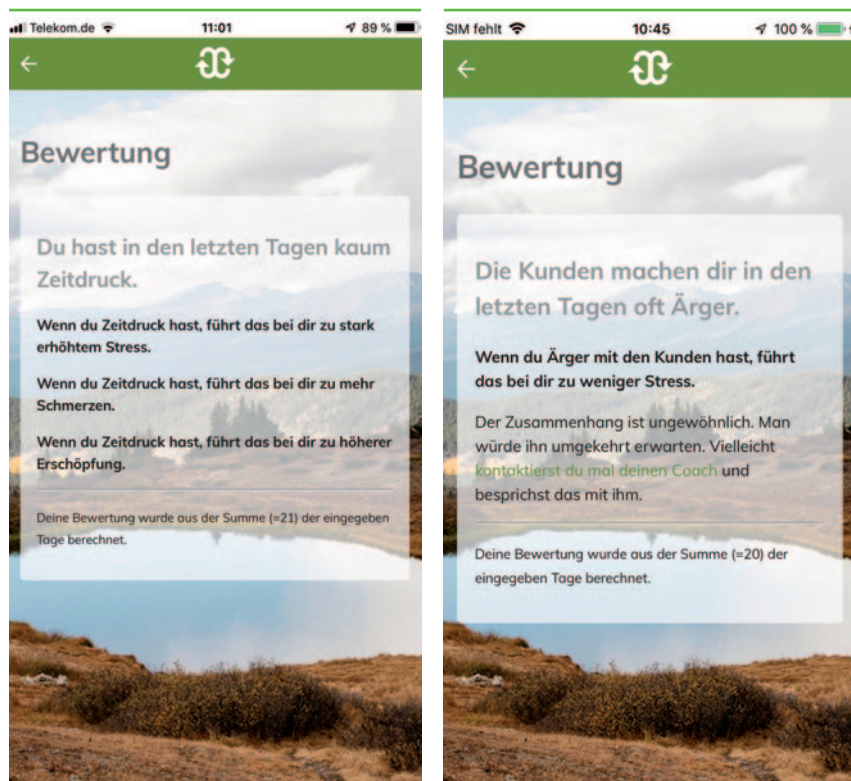 Telekom.de 11:01 89 %
Bewertung
Du hast in den letzten Tagen kaum
Zeitdruck.
Wenn du Zeitdruck hast, führt das bei dir zu stark
erhöhtem Stress.
Wenn du Zeitdruck hast, führt das bei dir zu mehr
Schmerzen.
Wenn du Zeitdruck hast, führt das bei dir zu höherer
Erschöpfung.
Deine Bewertung wurde aus der Summe (=21) der eingegeben
Tage berechnet.
SIM fehlt 10:45 100 %
Bewertung
Die Kunden machen dir in den
letzten Tagen oft Ärger.
Wenn du Ärger mit den Kunden hast, führt
das bei dir zu weniger Stress.
Der Zusammenhang ist ungewöhnlich. Man
würde ihn umgekehrt erwarten. Vielleicht
kontaktierst du mal deinen Coach und
besprichst das mit ihm.
Deine Bewertung wurde aus der Summe (=20) der
eingegeben Tage berechnet.